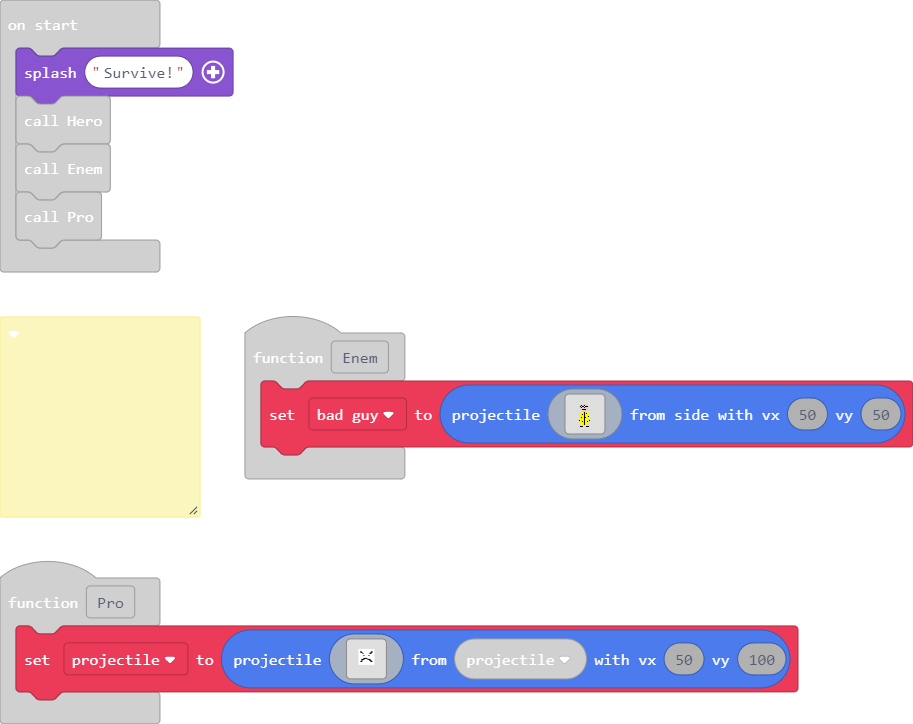 on start
splash "Survive!"
call Hero
call Enem
call Pro
function Enem
set bad guy to projectile from side with vx 50 vy 50
function Pro
set projectile to projectile from projectile with vx 50 vy 100